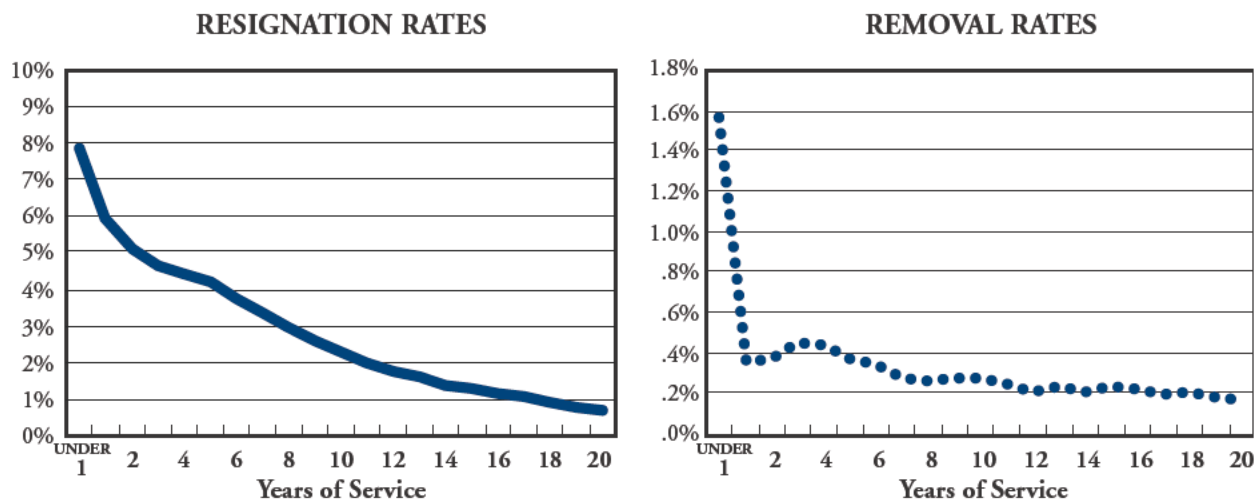 RESIGNATION RATES
10%
9%
8%
7%
6%
5%
4%
3%
2%
1%
0%
UNDER
1 2 4 6 8 10 12 14 16 18 20
Years of Service
REMOVAL RATES
1.8%
1.6%
1.4%
1.2%
1.0%
.8%
.6%
.4%
.2%
.0%
UNDER
1 2 4 6 8 10 12 14 16 18 20
Years of Service